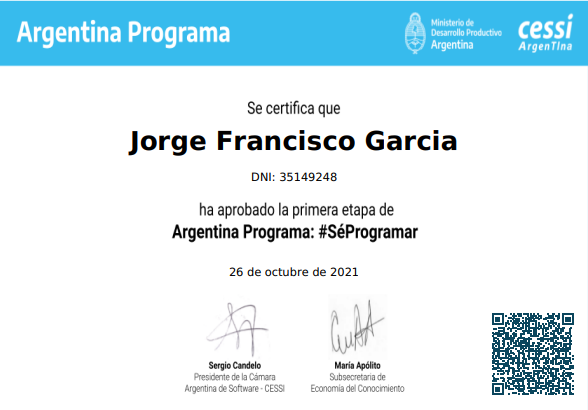 Argentina Programa
Ministerio de
Desarrollo Productivo
Argentina
cessi
ArgenTIna
Se certifica que
Jorge Francisco Garcia
DNI: 35149248
ha aprobado la primera etapa de
Argentina Programa: #SéProgramar
26 de octubre de 2021
Sergio Candelo
Presidente de la Cámara
Argentina de Software - CESSI
María Apólito
Subsecretaria de
Economía del Conocimiento